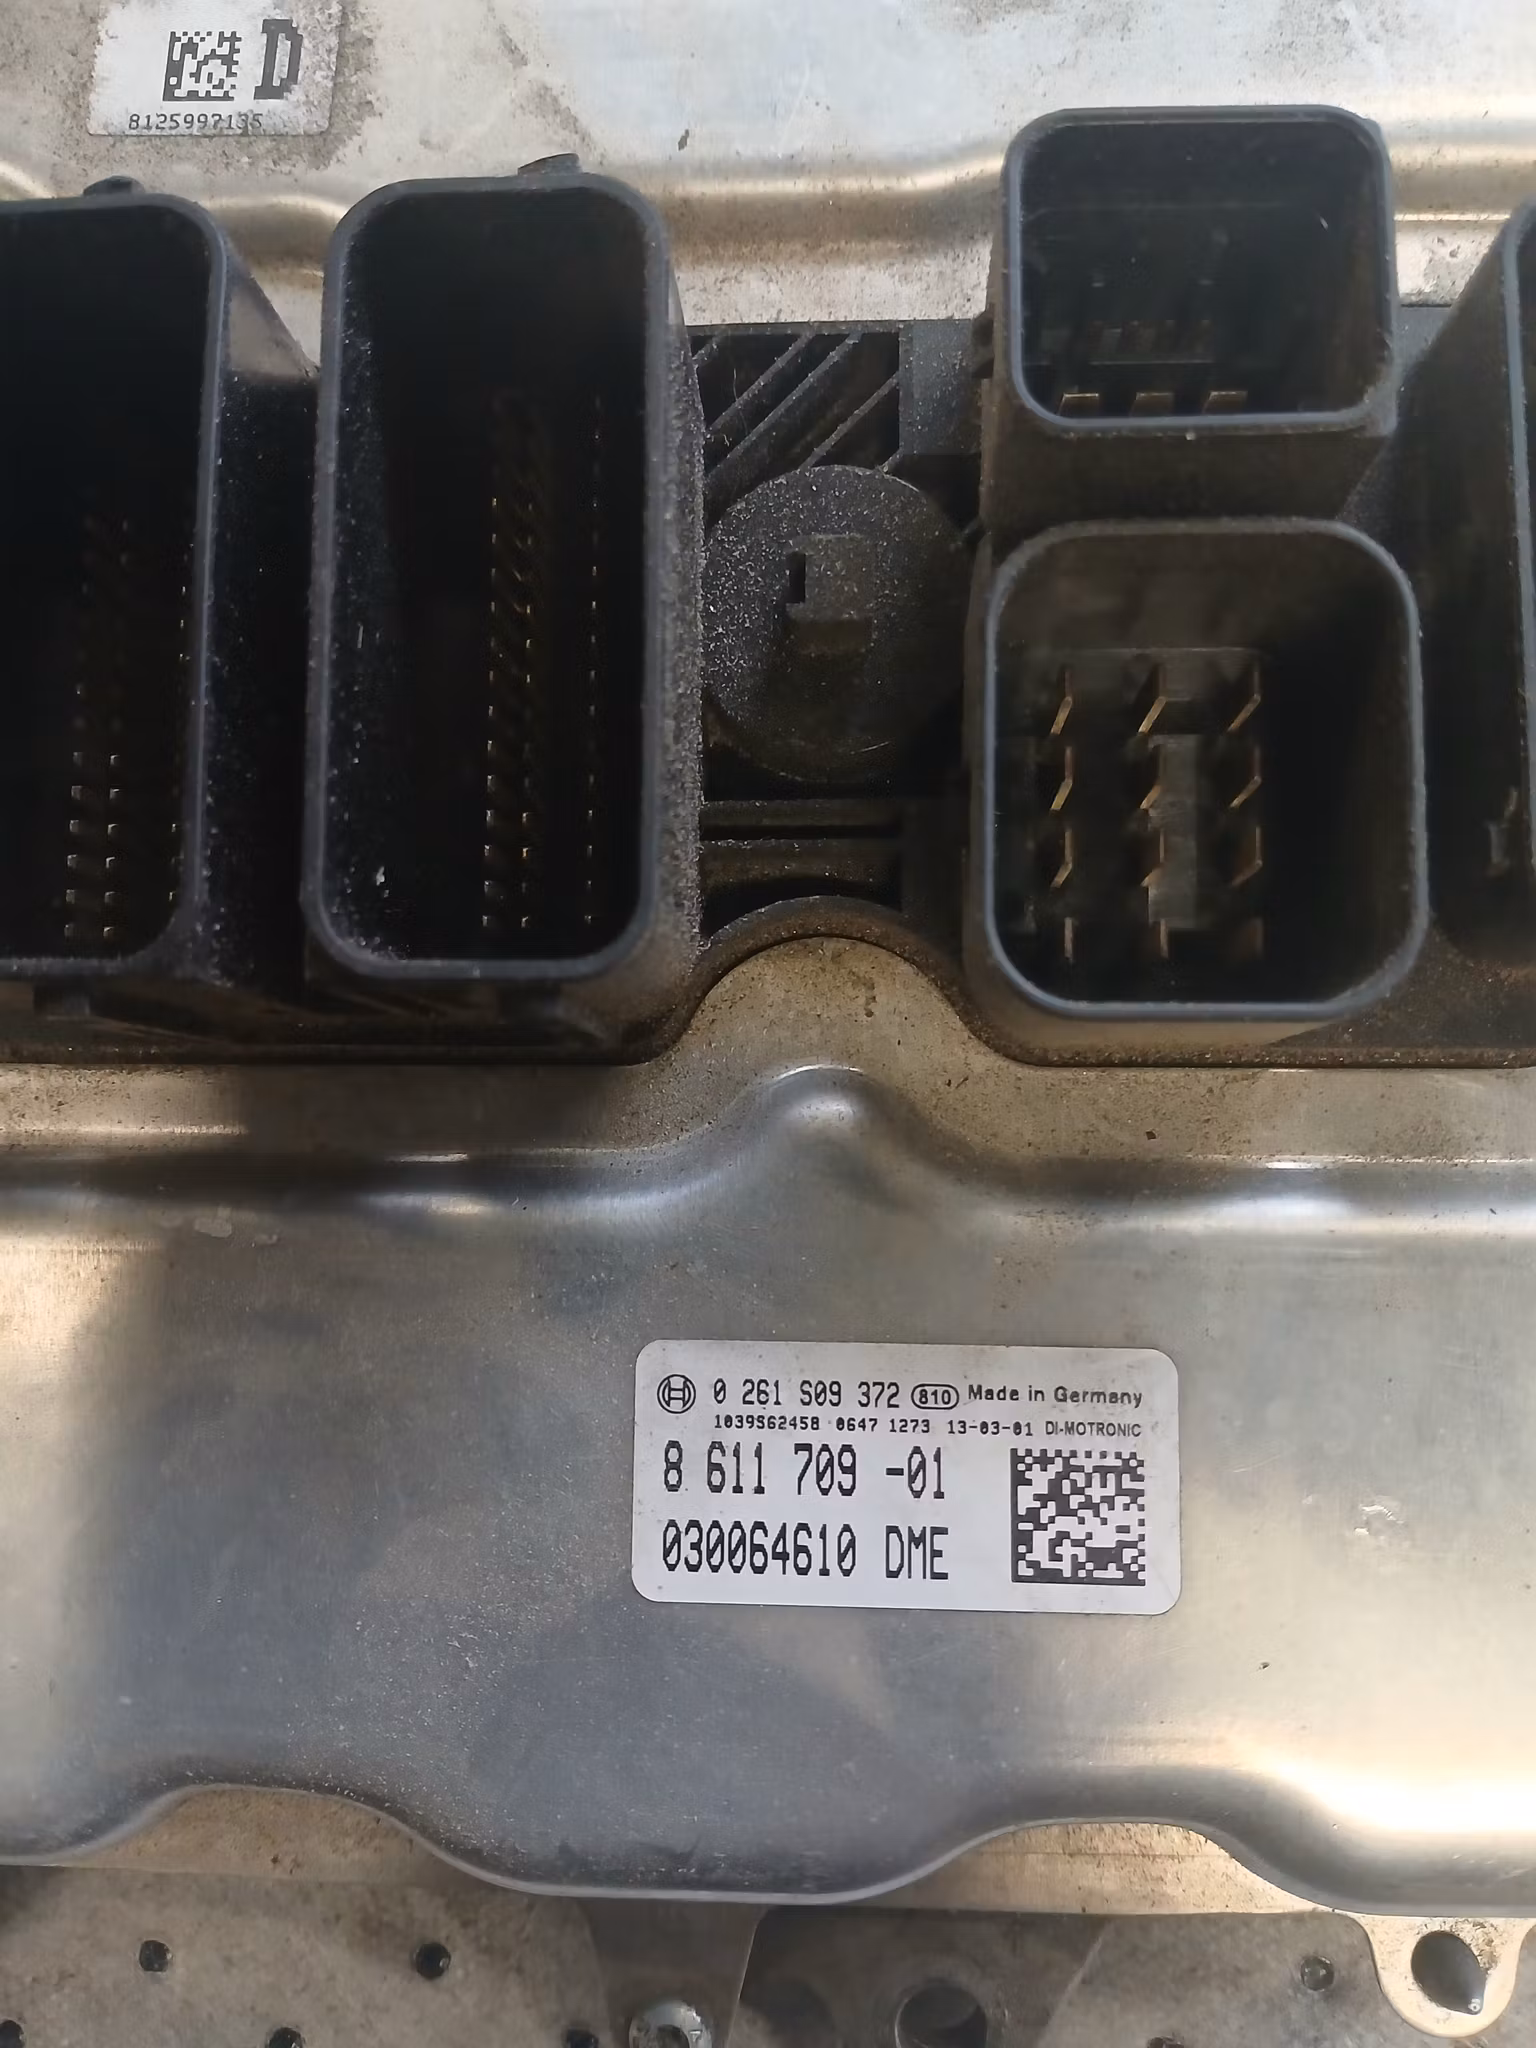 D
8125997135
0 261 S09 372 810 Made in Germany
1039S62458 0647 1273 13-03-01 DI-MOTRONIC
8 611 709 -01
030064610 DME